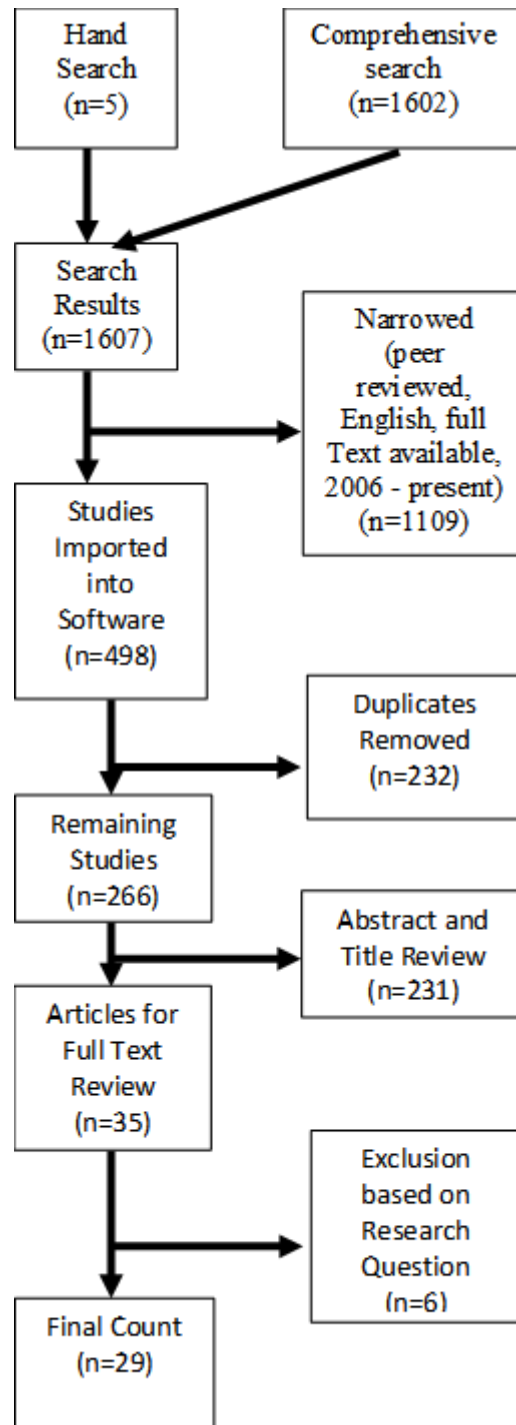 Hand
Search
(n=5)
Comprehensive
search
(n=1602)
Search
Results
(n=1607)
Narrowed
(peer
reviewed,
English, full
Text available,
2006 - present)
(n=1109)
Studies
Imported
into
Software
(n=498)
Duplicates
Removed
(n=232)
Remaining
Studies
(n=266)
Abstract and
Title Review
(n=231)
Articles for
Full Text
Review
(n=35)
Exclusion
based on
Research
Question
(n=6)
Final Count
(n=29)